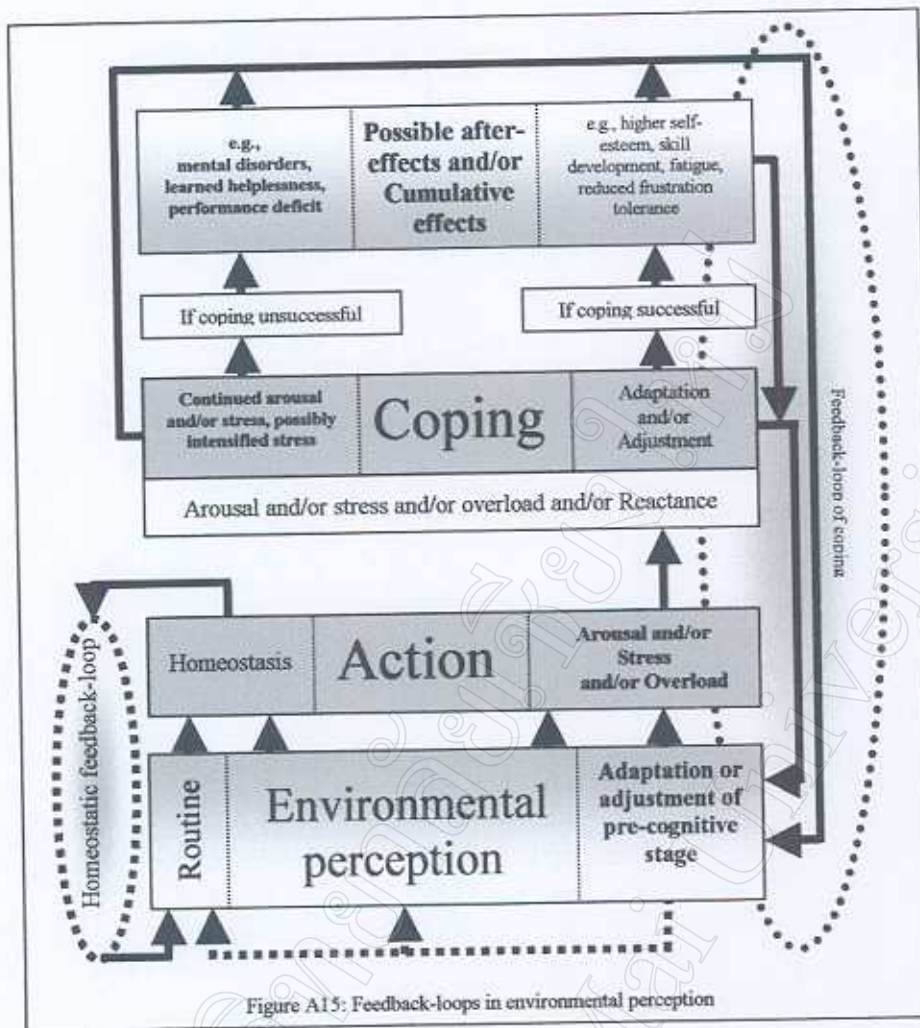 e.g.,
mental disorders,
learned helplessness,
performance deficit
Possible after-
effects and/or
Cumulative
effects
e.g., higher self-
esteem, skill
development, fatigue,
reduced frustration
tolerance
If coping unsuccessful
If coping successful
Continued arousal
and/or stress, possibly
intensified stress
Coping
Adaptation
and/or
Adjustment
Arousal and/or stress and/or overload and/or Reactance
Feedback-loop of coping
Homeostasis
Action
Arousal and/or
Stress
and/or Overload
Homeostatic feedback-loop
Routine
Environmental
perception
Adaptation or
adjustment of
pre-cognitive
stage
Figure A15: Feedback-loops in environmental perception